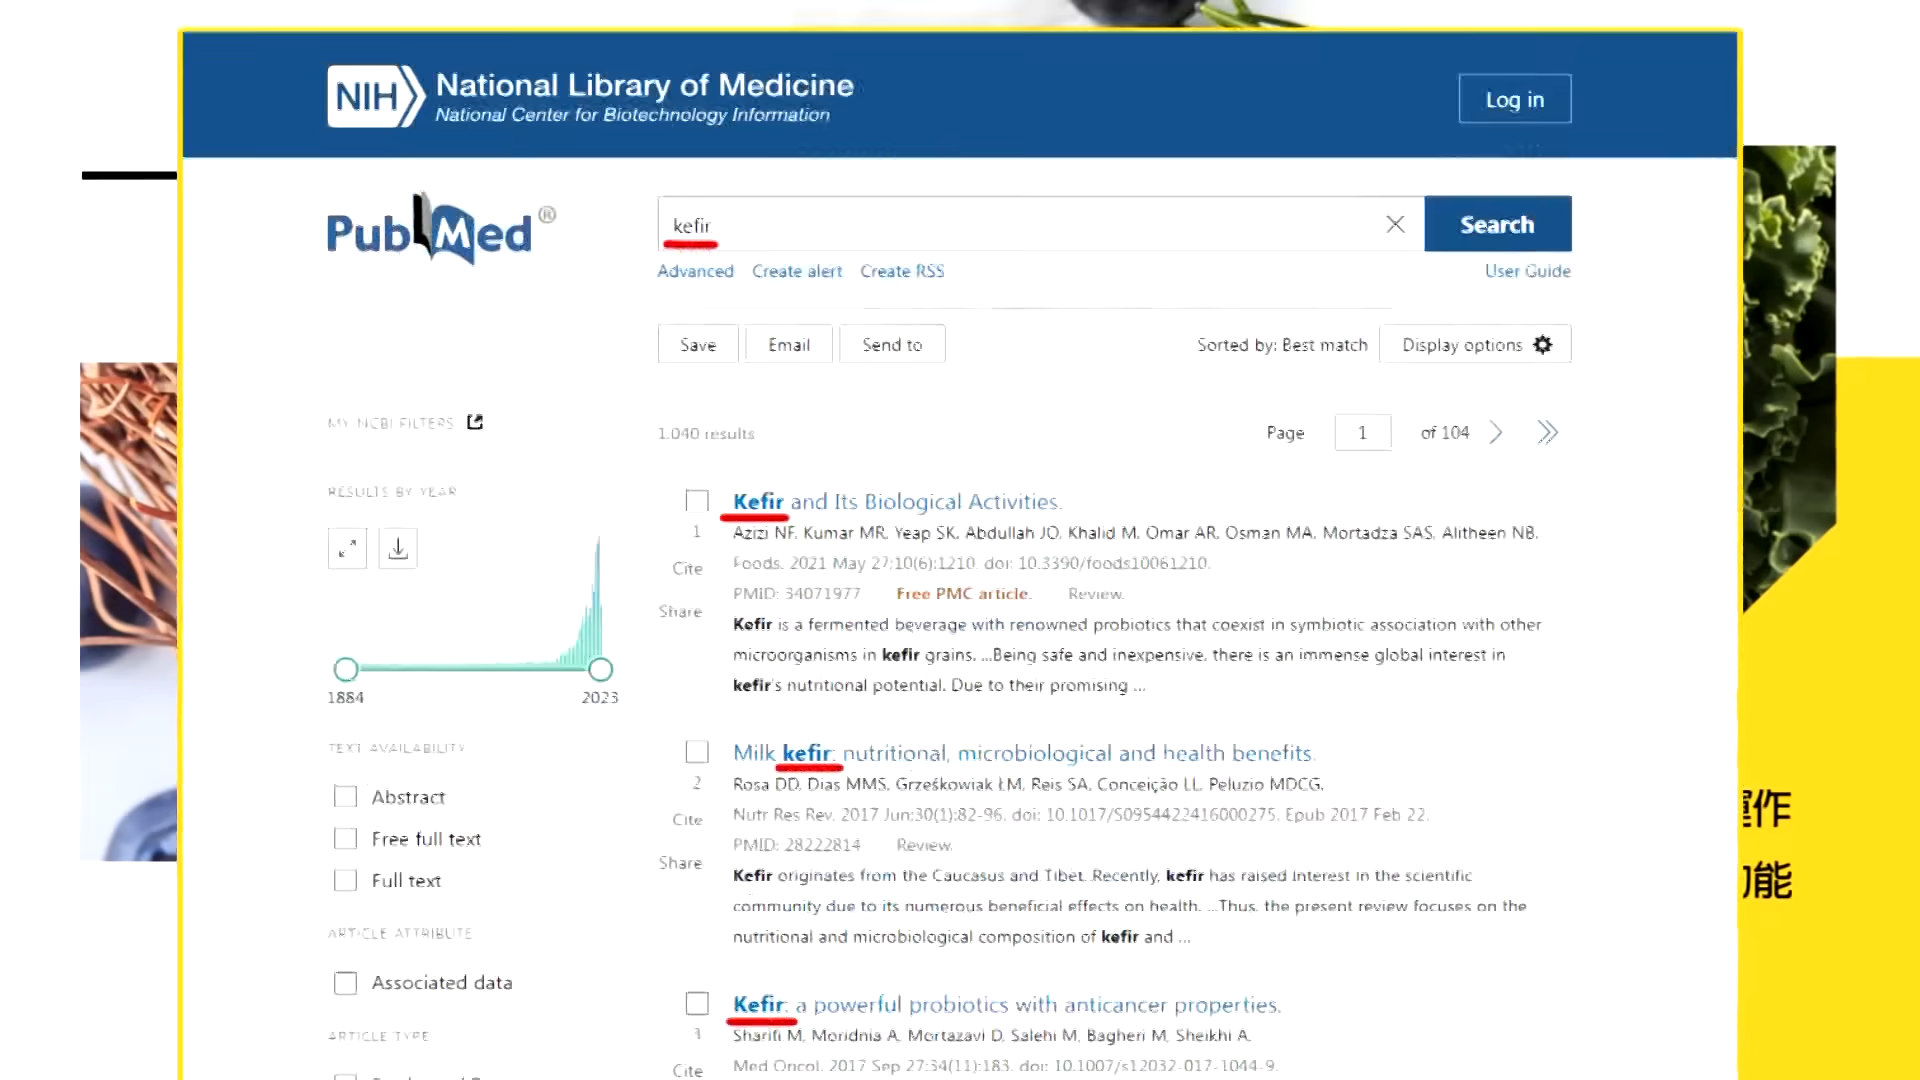 NIH
National Library of Medicine
National Center for Biotechnology Information
Log in
PubMed®
kefir
Search
Advanced Create alert Create RSS
User Guide
Save Email Send to
Sorted by: Best match
Display options
MY NCBI FILTERS
1,040 results
Page 1 of 104
RESULTS BY YEAR
1884 2023
TEXT AVAILABILITY
Abstract
Free full text
Full text
ARTICLE ATTRIBUTE
Associated data
ARTICLE TYPE
Kefir and Its Biological Activities.
1
Azizi NF, Kumar MR, Yeap SK, Abdullah JO, Khalid M, Omar AR, Osman MA, Mortadza SAS, Alitheen NB.
Cite
Foods. 2021 May 27;10(6):1210. doi: 10.3390/foods10061210.
PMID: 34071977 Free PMC article. Review.
Share
Kefir is a fermented beverage with renowned probiotics that coexist in symbiotic association with other
microorganisms in kefir grains. ...Being safe and inexpensive, there is an immense global interest in
kefir's nutritional potential. Due to their promising ...
Milk kefir: nutritional, microbiological and health benefits.
2
Rosa DD, Dias MMS, Grześkowiak ŁM, Reis SA, Conceição LL, Peluzio MDCG.
Cite
Nutr Res Rev. 2017 Jun;30(1):82-96. doi: 10.1017/S0954422416000275. Epub 2017 Feb 22.
PMID: 28222814 Review.
Share
Kefir originates from the Caucasus and Tibet. Recently, kefir has raised interest in the scientific
community due to its numerous beneficial effects on health. ...Thus, the present review focuses on the
nutritional and microbiological composition of kefir and ...
Kefir: a powerful probiotics with anticancer properties.
3
Sharifi M, Moridnia A, Mortazavi D, Salehi M, Bagheri M, Sheikhi A.
Cite
Med Oncol. 2017 Sep 27;34(11):183. doi: 10.1007/s12032-017-1044-9.
作
能